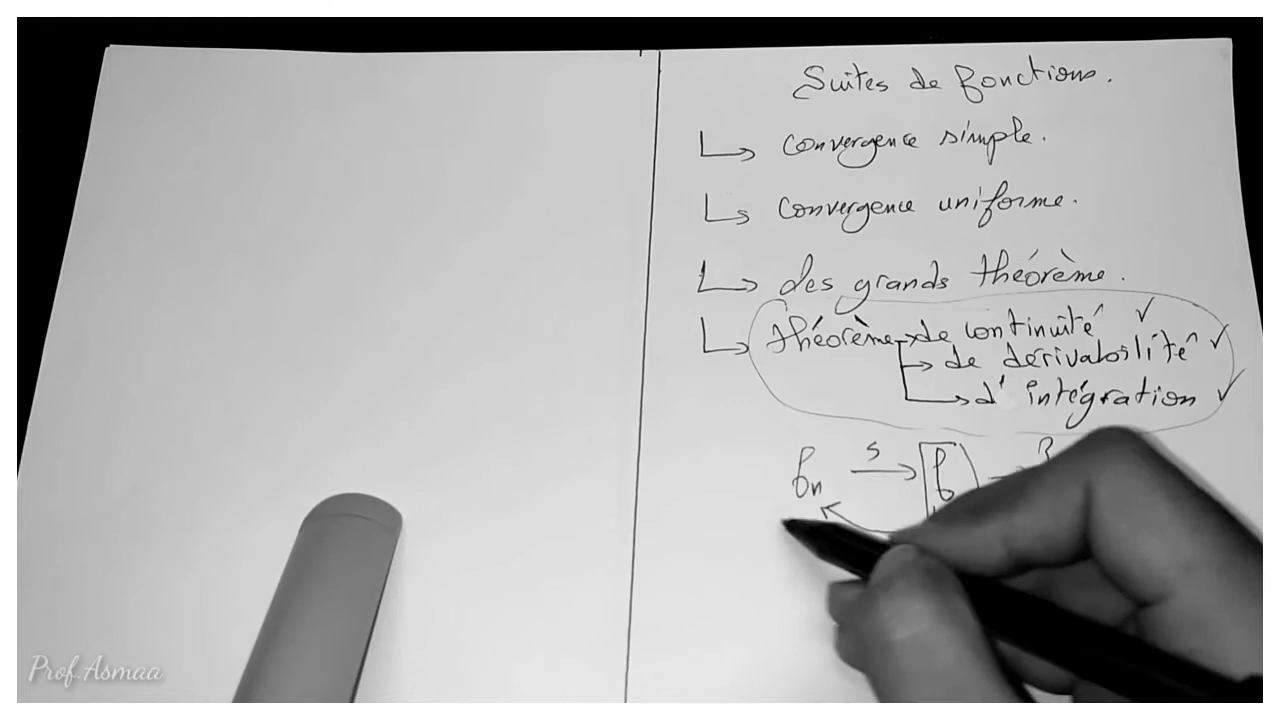 Suites de fonctions.
↳ convergence simple.
↳ convergence uniforme.
↳ des grands théorème.
↳ théorème → de continuité ✓
→ de dérivabilité ✓
→ d'intégration ✓
fn →s f → ?
Prof.Asmaa